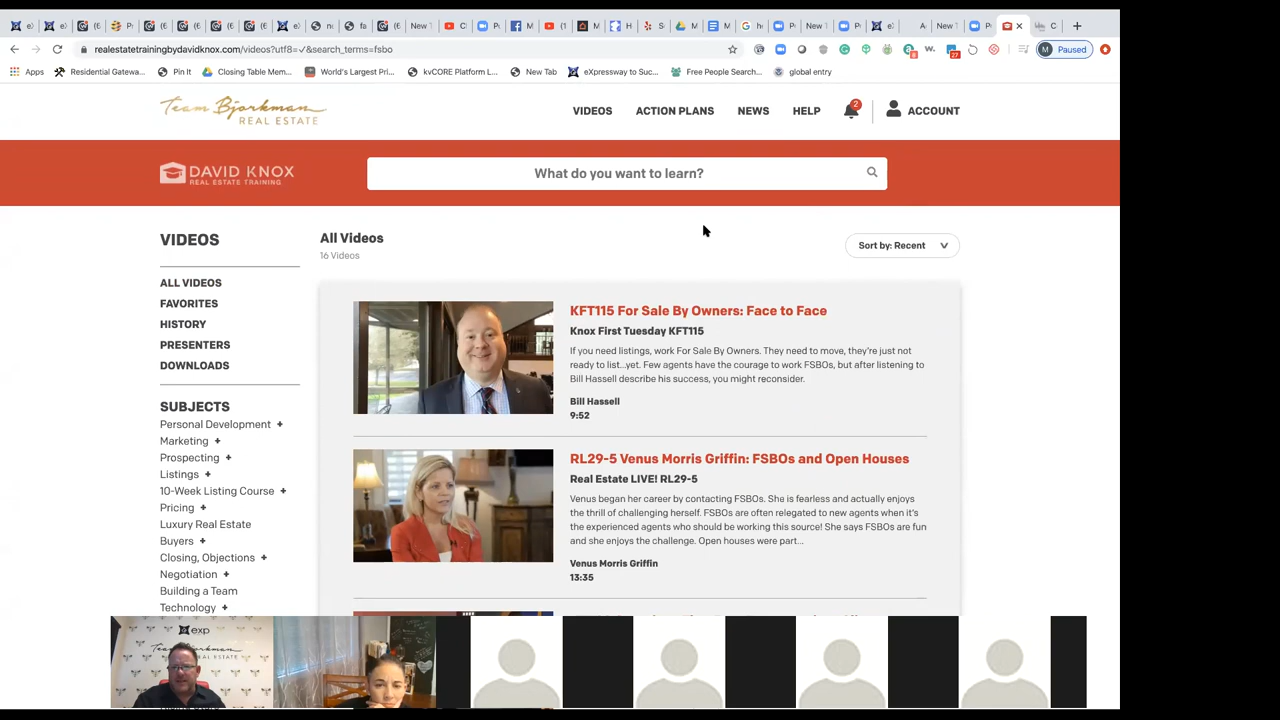 New T
New T
New T
New T
realestatetrainingbydavidknox.com/videos?utf8=✓&search_terms=fsbo
M Paused
Apps
Residential Gatewa...
Pin It
Closing Table Mem...
World's Largest Pri...
kvCORE Platform L...
New Tab
eXpressway to Suc...
Free People Search...
global entry
Team Bjorkman
REAL ESTATE
VIDEOS
ACTION PLANS
NEWS
HELP
2
ACCOUNT
DAVID KNOX
REAL ESTATE TRAINING
What do you want to learn?
VIDEOS
ALL VIDEOS
FAVORITES
HISTORY
PRESENTERS
DOWNLOADS
SUBJECTS
Personal Development +
Marketing +
Prospecting +
Listings +
10-Week Listing Course +
Pricing +
Luxury Real Estate
Buyers +
Closing, Objections +
Negotiation +
Building a Team
Technology +
All Videos
16 Videos
Sort by: Recent
KFT115 For Sale By Owners: Face to Face
Knox First Tuesday KFT115
If you need listings, work For Sale By Owners. They need to move, they're just not
ready to list...yet. Few agents have the courage to work FSBOs, but after listening to
Bill Hassell describe his success, you might reconsider.
Bill Hassell
9:52
RL29-5 Venus Morris Griffin: FSBOs and Open Houses
Real Estate LIVE! RL29-5
Venus began her career by contacting FSBOs. She is fearless and actually enjoys
the thrill of challenging herself. FSBOs are often relegated to new agents when it's
the experienced agents who should be working this source! She says FSBOs are fun
and she enjoys the challenge. Open houses were part...
Venus Morris Griffin
13:35
exp
Team Bjorkman
REAL ESTATE